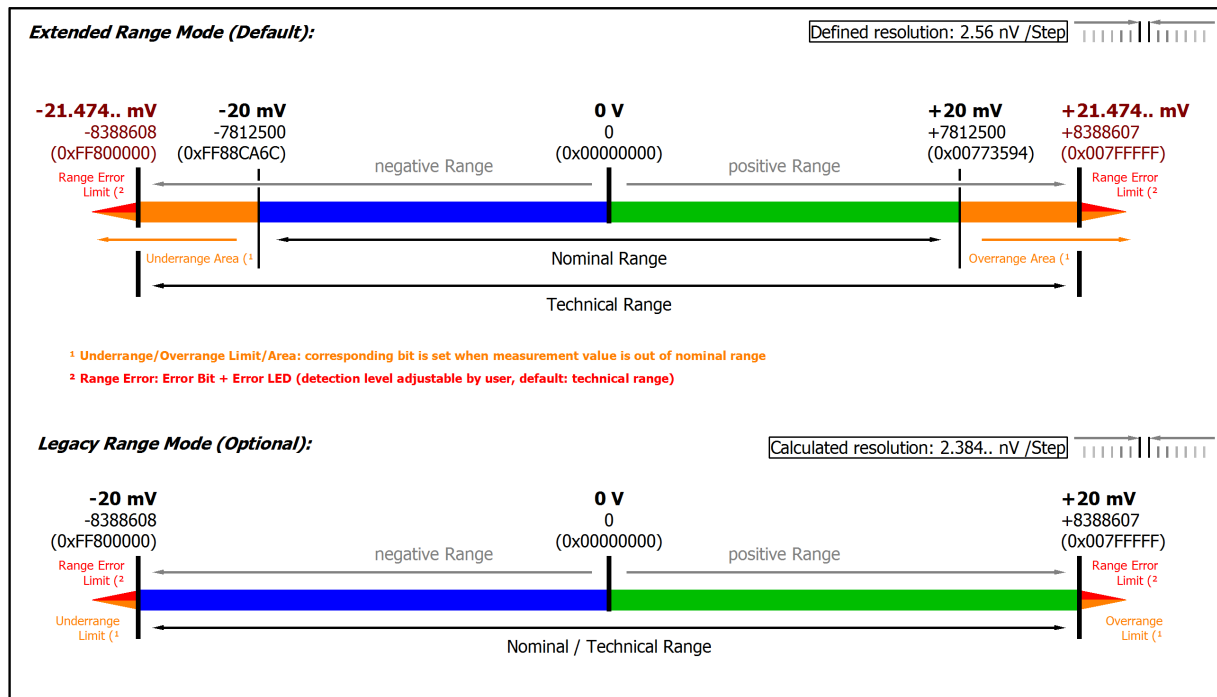 Extended Range Mode (Default):
Defined resolution: 2.56 nV /Step
-21.474.. mV
-8388608
(0xFF800000)
-20 mV
-7812500
(0xFF88CA6C)
0 V
0
(0x00000000)
+20 mV
+7812500
(0x00773594)
+21.474.. mV
+8388607
(0x007FFFFF)
negative Range
positive Range
Range Error
Limit (²
Range Error
Limit (²
Underrange Area (¹
Nominal Range
Overrange Area (¹
Technical Range
¹ Underrange/Overrange Limit/Area: corresponding bit is set when measurement value is out of nominal range
² Range Error: Error Bit + Error LED (detection level adjustable by user, default: technical range)
Legacy Range Mode (Optional):
Calculated resolution: 2.384.. nV /Step
-20 mV
-8388608
(0xFF800000)
0 V
0
(0x00000000)
+20 mV
+8388607
(0x007FFFFF)
negative Range
positive Range
Range Error
Limit (²
Range Error
Limit (²
Underrange
Limit (¹
Overrange
Limit (¹
Nominal / Technical Range